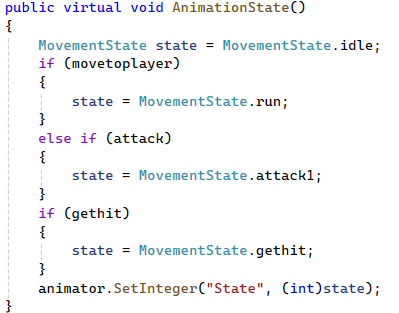 public virtual void AnimationState()
{
    MovementState state = MovementState.idle;
    if (movetoplayer)
    {
        state = MovementState.run;
    }
    else if (attack)
    {
        state = MovementState.attack1;
    }
    if (gethit)
    {
        state = MovementState.gethit;
    }
    animator.SetInteger("State", (int)state);
}